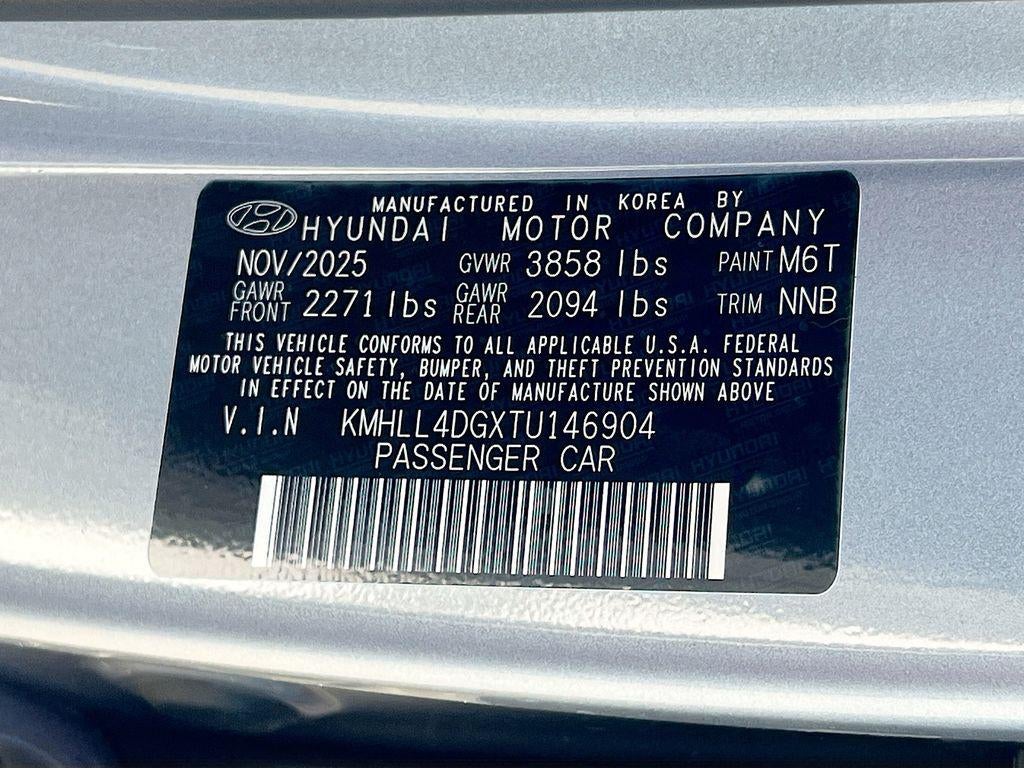 MANUFACTURED IN KOREA BY
HYUNDAI MOTOR COMPANY
NOV/2025 GVWR 3858 lbs PAINT M6T
GAWR FRONT 2271 lbs GAWR REAR 2094 lbs TRIM NNB
THIS VEHICLE CONFORMS TO ALL APPLICABLE U.S.A. FEDERAL
MOTOR VEHICLE SAFETY, BUMPER, AND THEFT PREVENTION STANDARDS
IN EFFECT ON THE DATE OF MANUFACTURE SHOWN ABOVE
V.I.N KMHLL4DGXTU146904
PASSENGER CAR